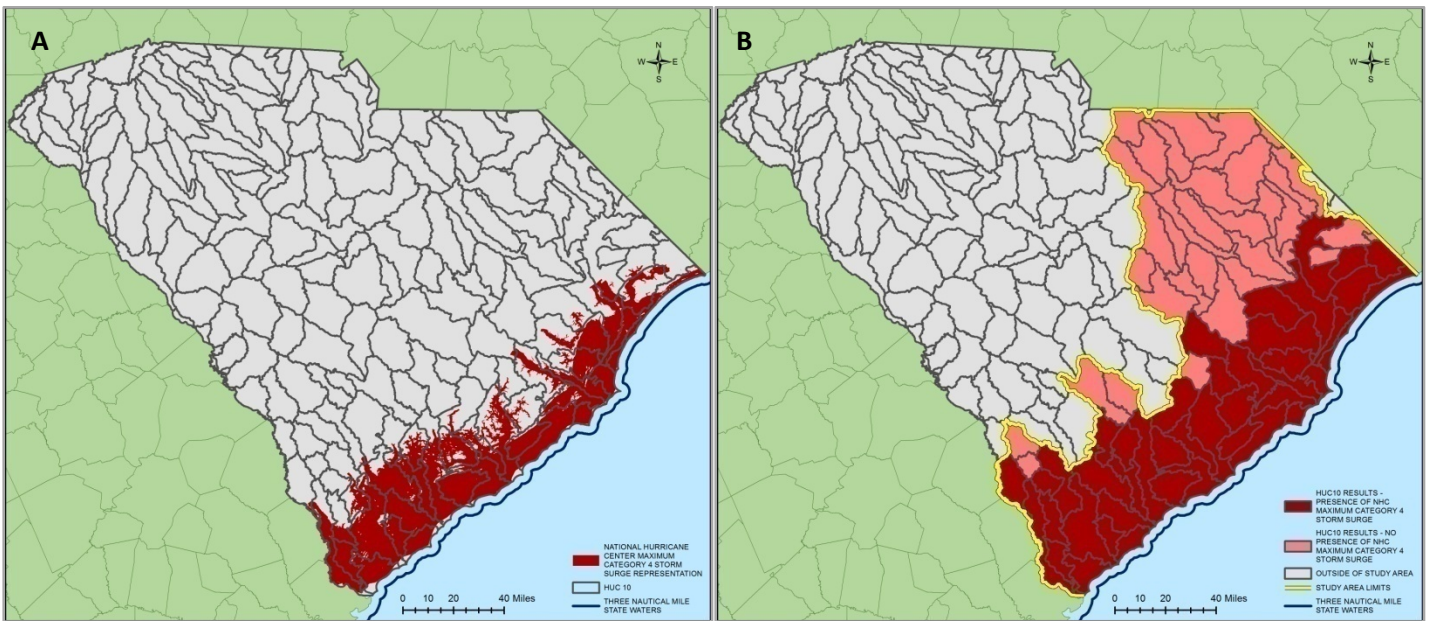 A
N
W E
S
NATIONAL HURRICANE
CENTER MAXIMUM
CATEGORY 4 STORM
SURGE REPRESENTATION
HUC 10
THREE NAUTICAL MILE
STATE WATERS
0 10 20 40 Miles
B
N
W E
S
HUC10 RESULTS -
PRESENCE OF NHC
MAXIMUM CATEGORY 4
STORM SURGE
HUC10 RESULTS - NO
PRESENCE OF NHC
MAXIMUM CATEGORY 4
STORM SURGE
OUTSIDE OF STUDY AREA
STUDY AREA LIMITS
THREE NAUTICAL MILE
STATE WATERS
0 10 20 40 Miles